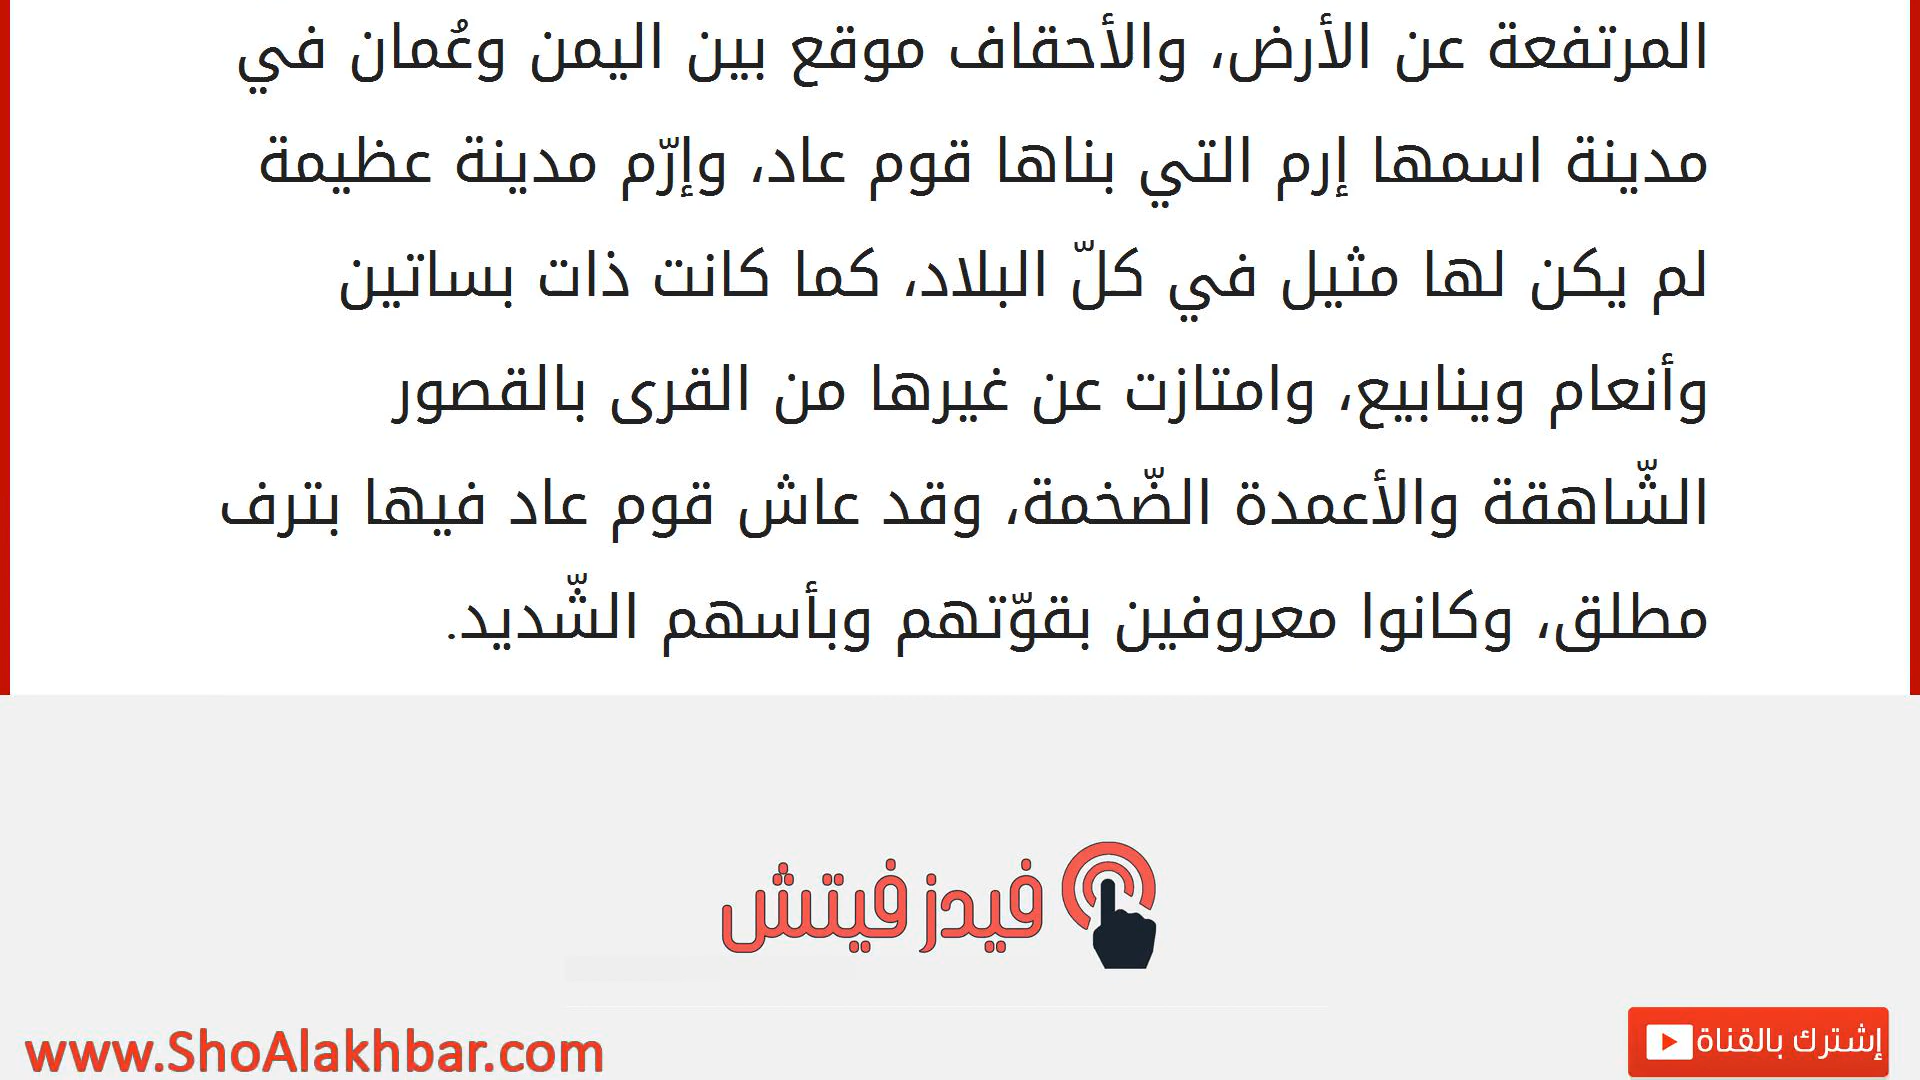 المرتفعة عن الأرض، والأحقاف موقع بين اليمن وعُمان في
مدينة اسمها إرم التي بناها قوم عاد، وإرّم مدينة عظيمة
لم يكن لها مثيل في كلّ البلاد، كما كانت ذات بساتين
وأنعام وينابيع، وامتازت عن غيرها من القرى بالقصور
الشّاهقة والأعمدة الضّخمة، وقد عاش قوم عاد فيها بترف
مطلق، وكانوا معروفين بقوّتهم وبأسهم الشّديد.
فيدز فيتش
www.ShoAlakhbar.com
إشترك بالقناة